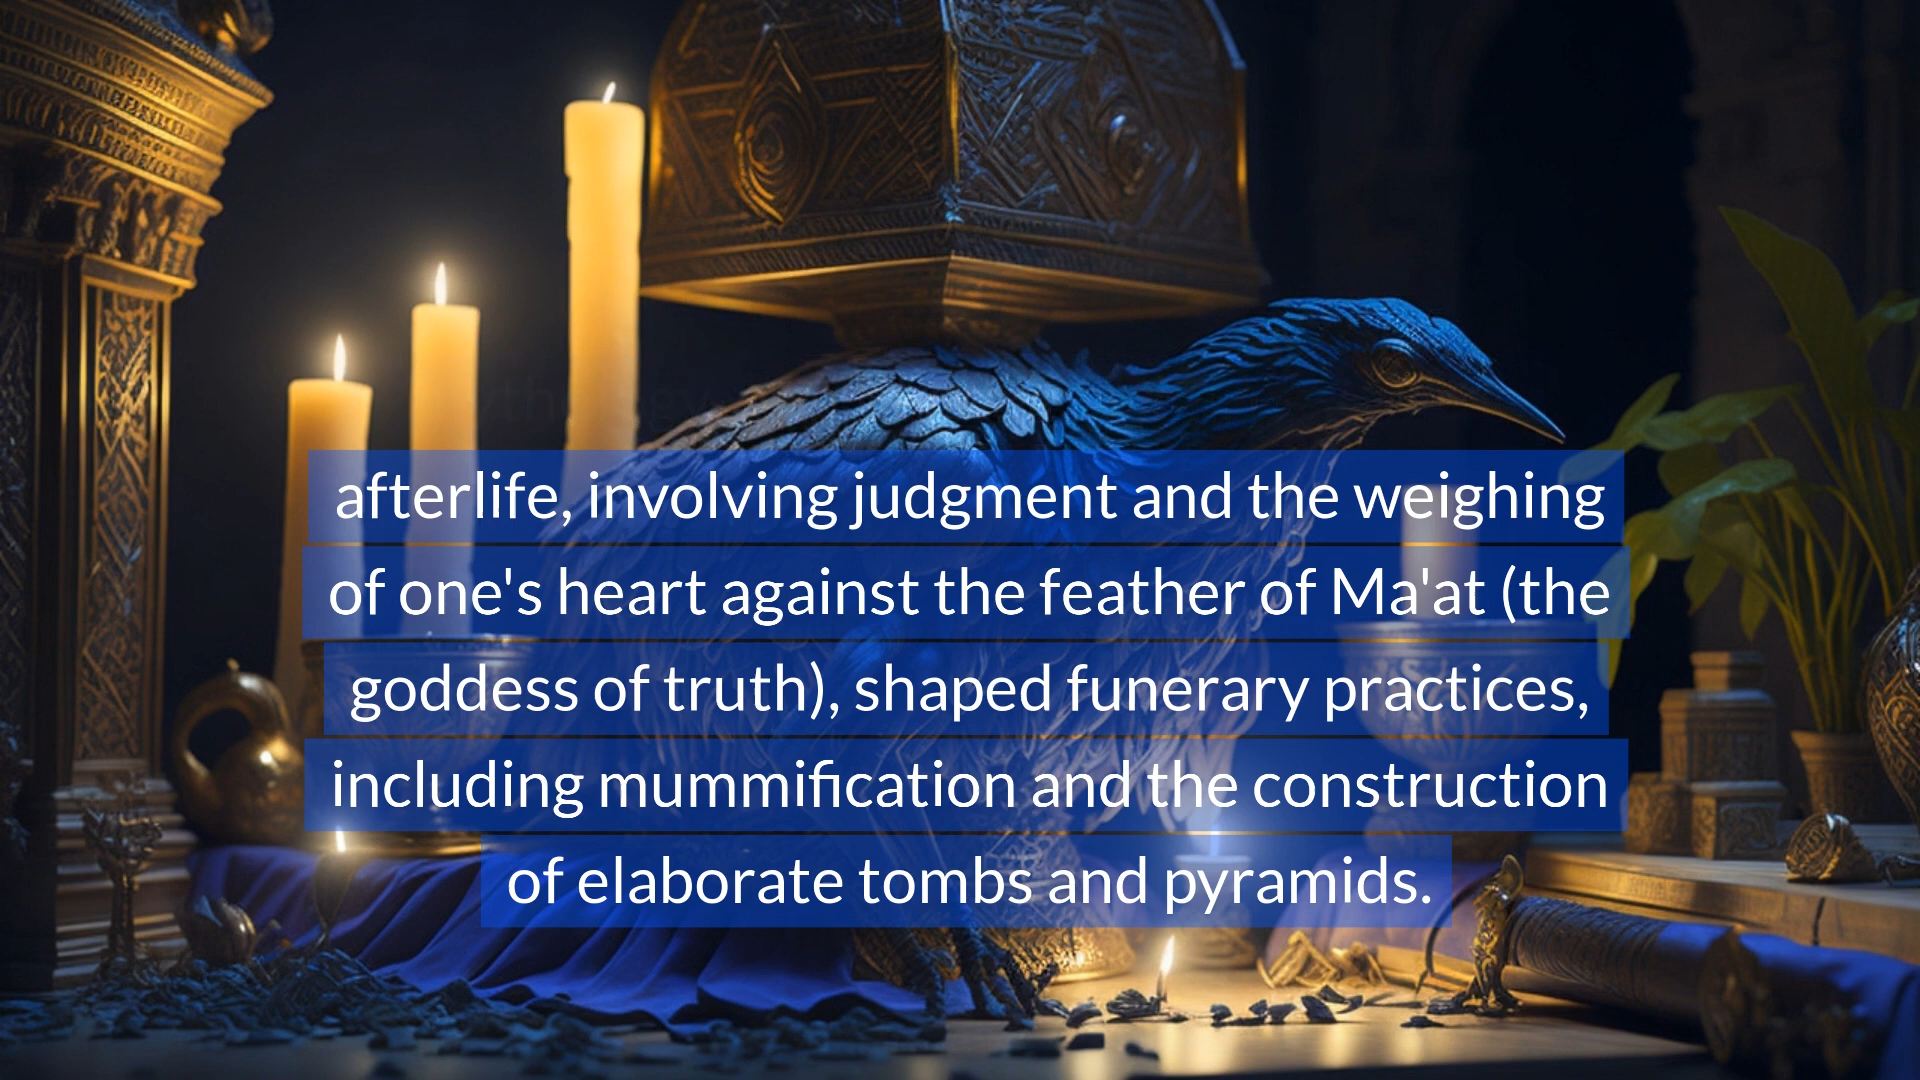 afterlife, involving judgment and the weighing
of one's heart against the feather of Ma'at (the
goddess of truth), shaped funerary practices,
including mummification and the construction
of elaborate tombs and pyramids.